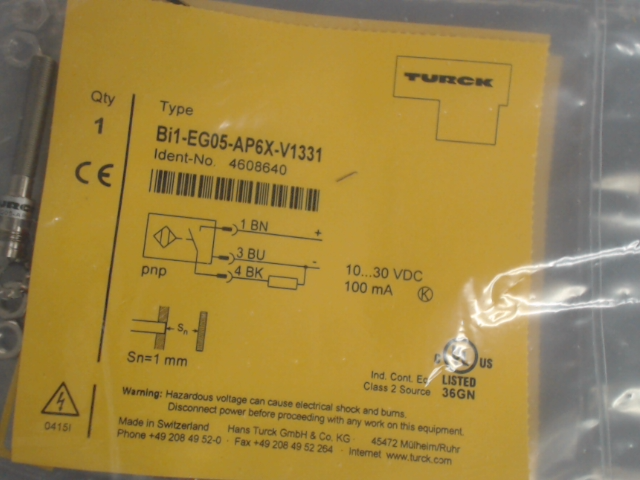 TURCK
Qty
1
Type
Bi1-EG05-AP6X-V1331
Ident-No. 4608640
CE
1 BN
+
3 BU
-
4 BK
pnp
10...30 VDC
100 mA
K
Sn
Sn=1 mm
C UL US
LISTED
36GN
Ind. Cont. Eq.
Class 2 Source
Warning: Hazardous voltage can cause electrical shock and burns.
Disconnect power before proceeding with any work on this equipment.
0415I
Made in Switzerland Hans Turck GmbH & Co. KG · 45472 Mülheim/Ruhr
Phone +49 208 49 52-0 · Fax +49 208 49 52 264 · Internet www.turck.com
TURCK